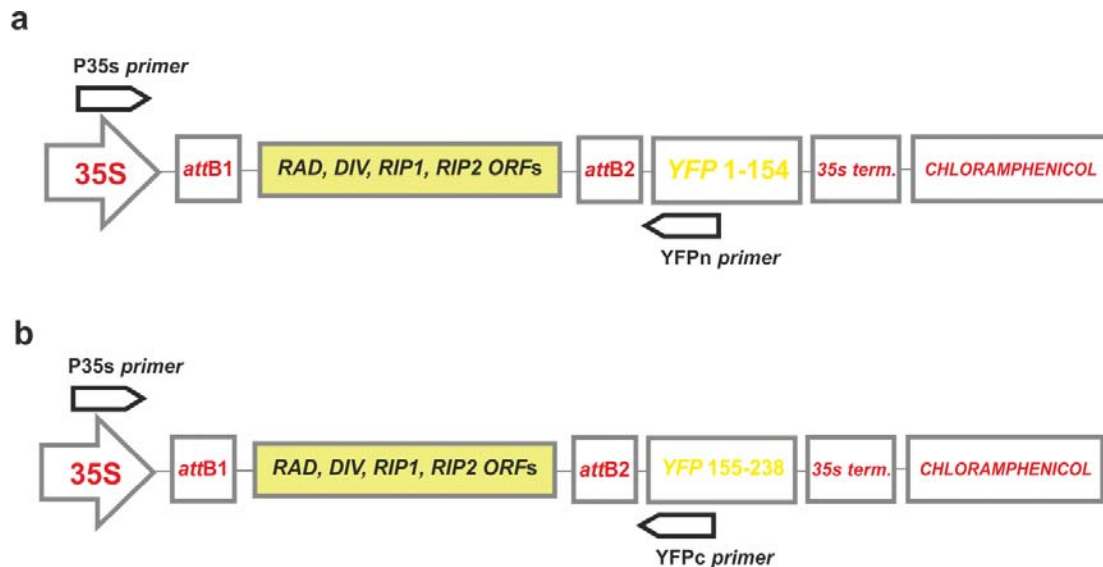 a
P35s primer
35S
attB1
RAD, DIV, RIP1, RIP2 ORFs
attB2
YFP 1-154
35s term.
CHLORAMPHENICOL
YFPn primer
b
P35s primer
35S
attB1
RAD, DIV, RIP1, RIP2 ORFs
attB2
YFP 155-238
35s term.
CHLORAMPHENICOL
YFPc primer